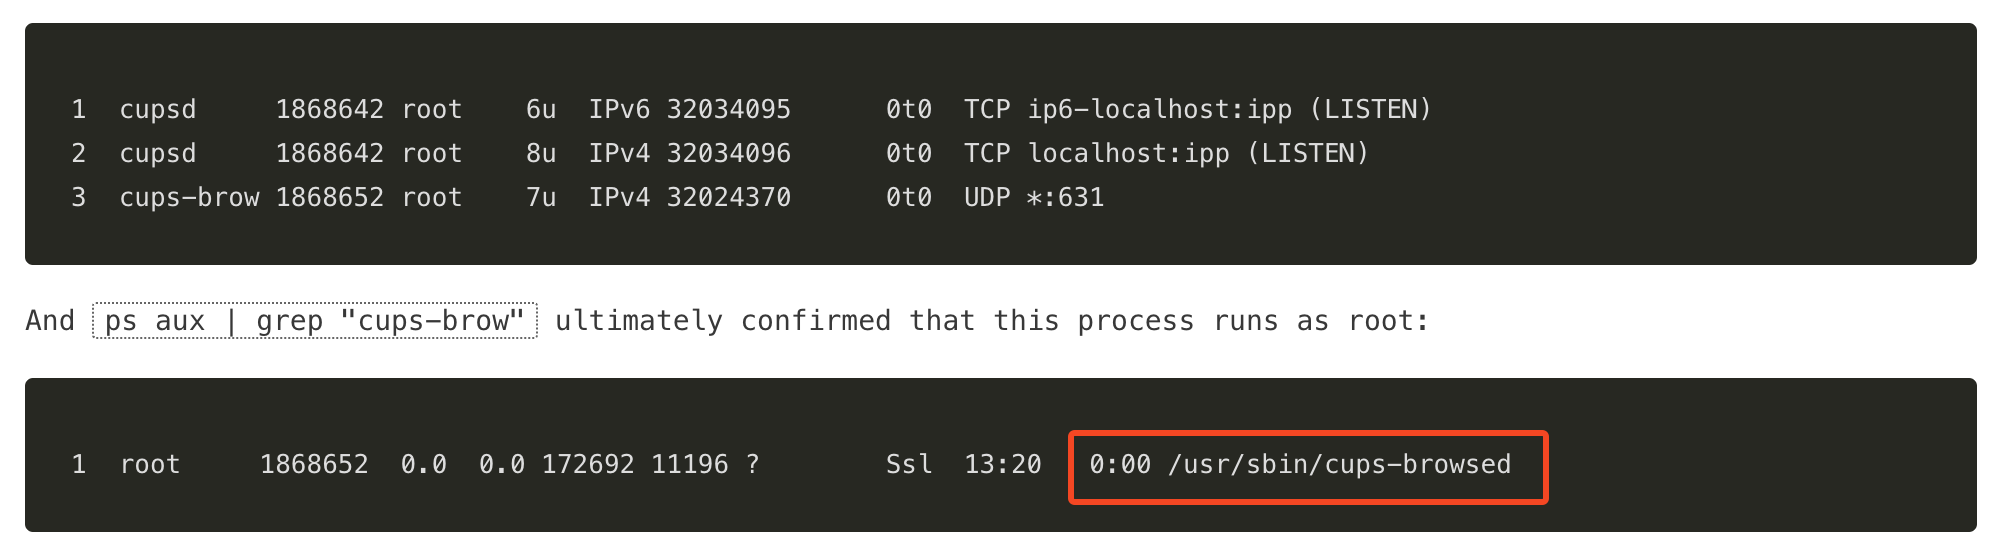 1 cupsd 1868642 root 6u IPv6 32034095 0t0 TCP ip6-localhost:ipp (LISTEN)
2 cupsd 1868642 root 8u IPv4 32034096 0t0 TCP localhost:ipp (LISTEN)
3 cups-brow 1868652 root 7u IPv4 32024370 0t0 UDP *:631
And ps aux | grep "cups-brow" ultimately confirmed that this process runs as root:
1 root 1868652 0.0 0.0 172692 11196 ? Ssl 13:20 0:00 /usr/sbin/cups-browsed